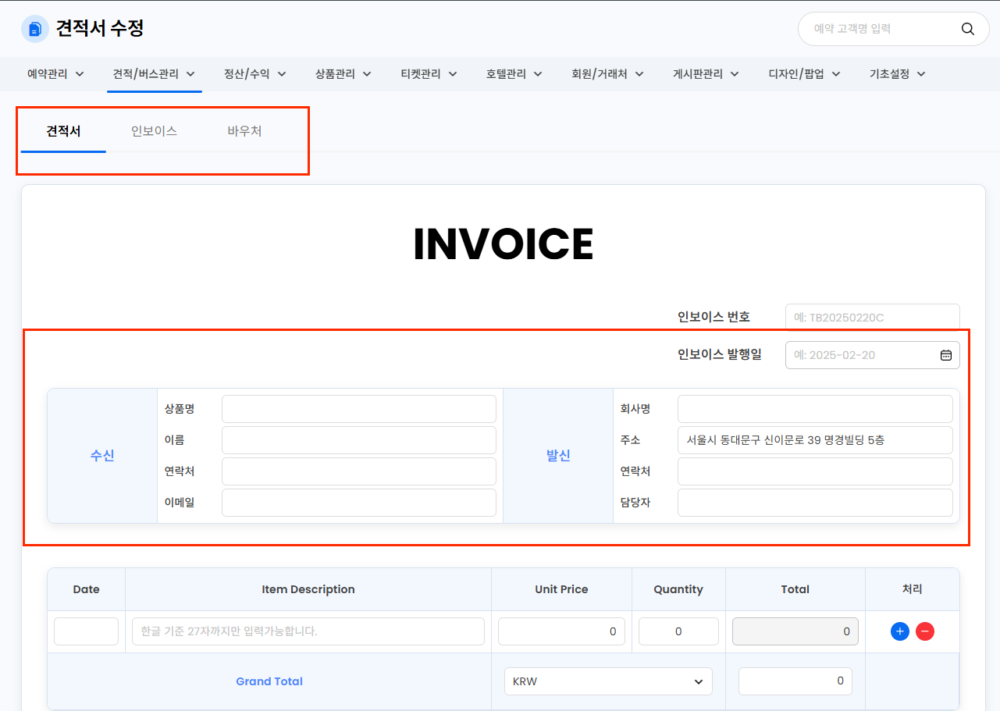 견적서 수정
예약 고객명 입력
예약관리 견적/버스관리 정산/수익 상품관리 티켓관리 호텔관리 회원/거래처 게시판관리 디자인/팝업 기초설정
견적서 인보이스 바우처
INVOICE
인보이스 번호 예: TB20250220C
인보이스 발행일 예: 2025-02-20
수신
상품명
이름
연락처
이메일
발신
회사명
주소 서울시 동대문구 신이문로 39 명경빌딩 5층
연락처
담당자
Date Item Description Unit Price Quantity Total 처리
한글 기준 27자까지만 입력가능합니다. 0 0 0
Grand Total KRW 0